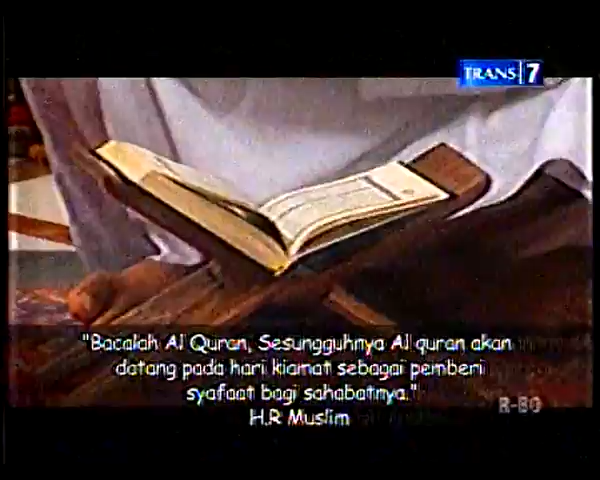 TRANS 7
"Bacalah Al Quran, Sesungguhnya Al quran akan
datang pada hari kiamat sebagai pemberi
syafaat bagi sahabatnya."
H.R Muslim
R-BO